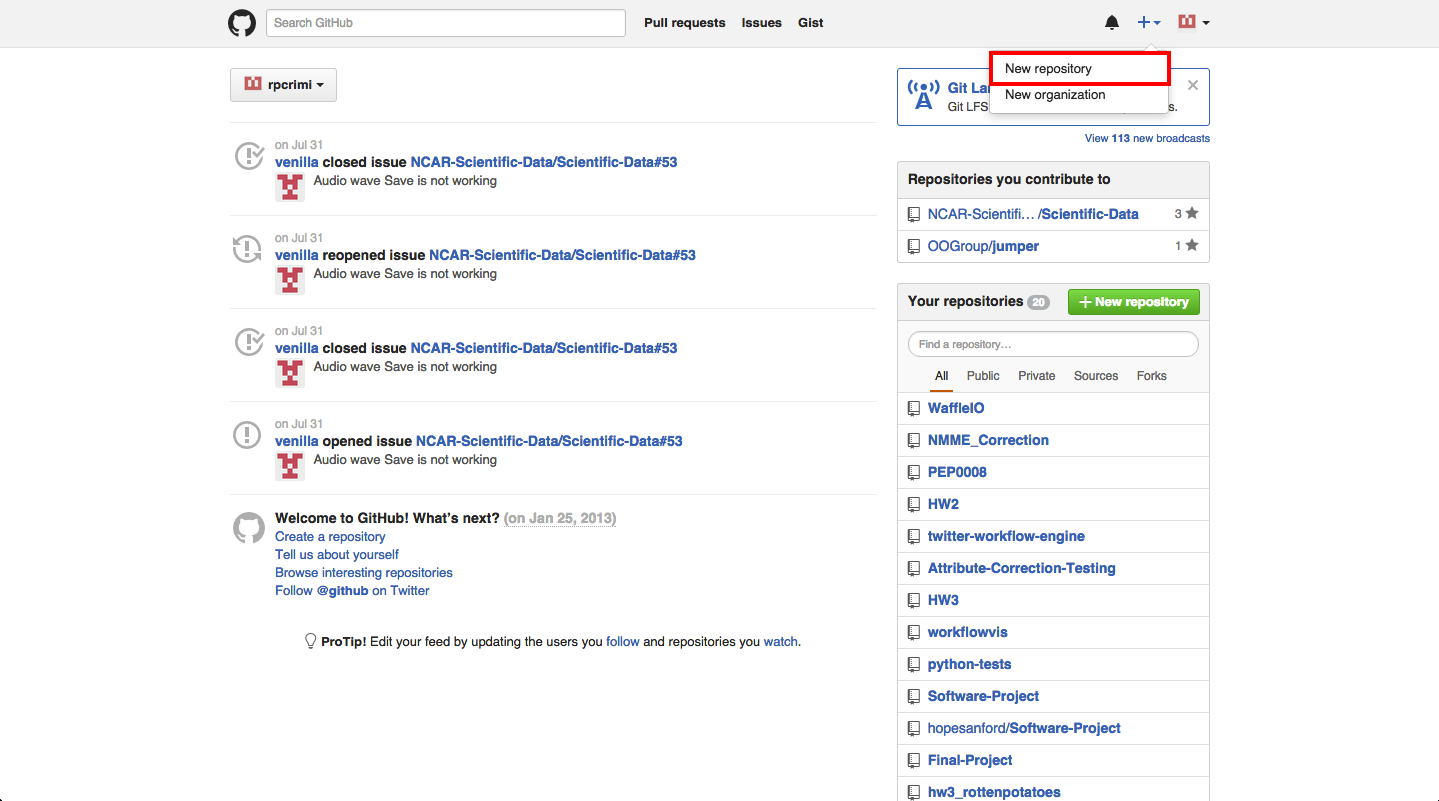 Search GitHub
Pull requests
Issues
Gist
New repository
New organization
rpcrimi
Git La
Git LFS
s.
View 113 new broadcasts
on Jul 31
venilla closed issue NCAR-Scientific-Data/Scientific-Data#53
Audio wave Save is not working
on Jul 31
venilla reopened issue NCAR-Scientific-Data/Scientific-Data#53
Audio wave Save is not working
on Jul 31
venilla closed issue NCAR-Scientific-Data/Scientific-Data#53
Audio wave Save is not working
on Jul 31
venilla opened issue NCAR-Scientific-Data/Scientific-Data#53
Audio wave Save is not working
Welcome to GitHub! What's next? (on Jan 25, 2013)
Create a repository
Tell us about yourself
Browse interesting repositories
Follow @github on Twitter
ProTip! Edit your feed by updating the users you follow and repositories you watch.
Repositories you contribute to
NCAR-Scientifi… /Scientific-Data 3
OOGroup/jumper 1
Your repositories 20
New repository
Find a repository…
All Public Private Sources Forks
WaffleIO
NMME_Correction
PEP0008
HW2
twitter-workflow-engine
Attribute-Correction-Testing
HW3
workflowvis
python-tests
Software-Project
hopesanford/Software-Project
Final-Project
hw3_rottenpotatoes